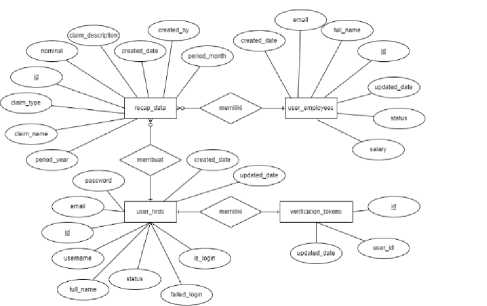 email
claim_description
created_by
full_name
created_date
nominal
created_date
id
period_month
id
updated_date
claim_type
recap_data
memiliki
user_employees
status
claim_name
salary
period_year
membuat
created_date
password
updated_date
email
user_hrds
memiliki
verification_tokens
id
id
username
is_login
updated_date
user_id
full_name
status
failed_login